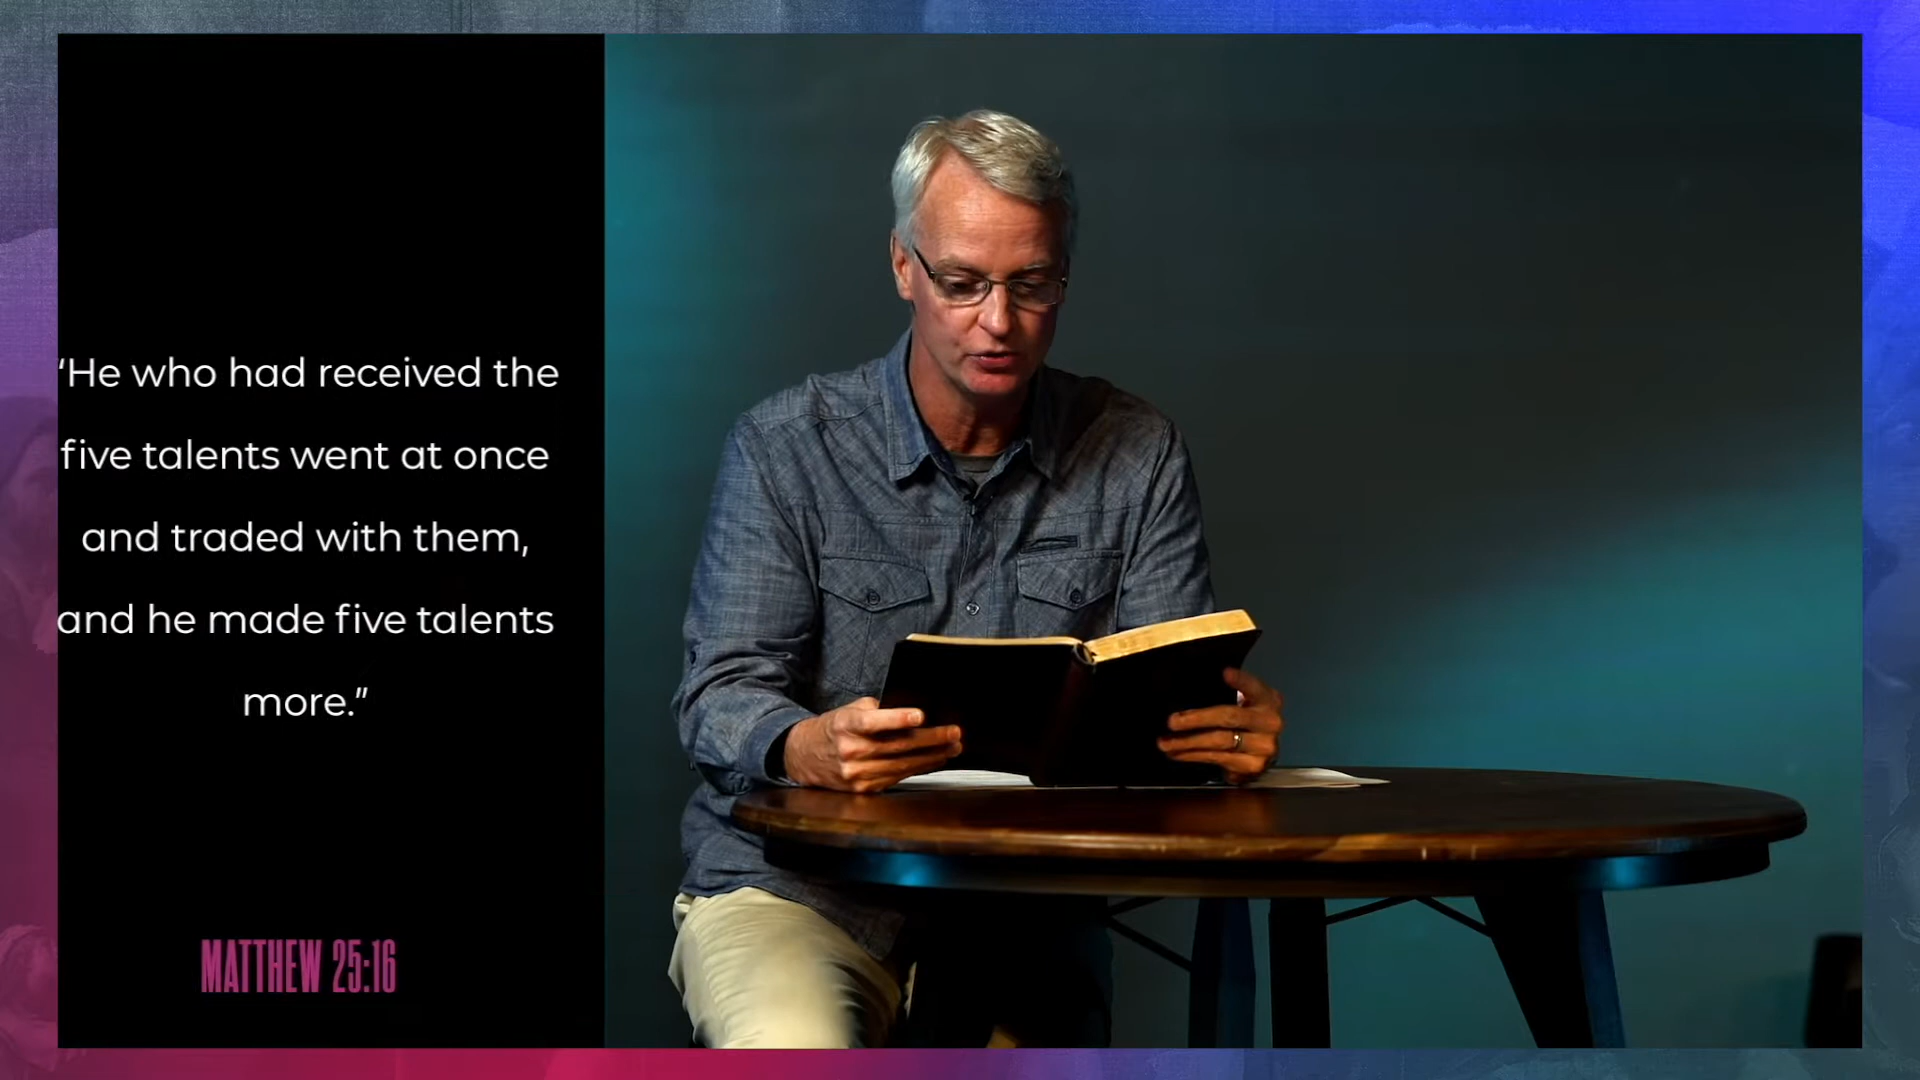 “He who had received the
five talents went at once
and traded with them,
and he made five talents
more.”
MATTHEW 25:16